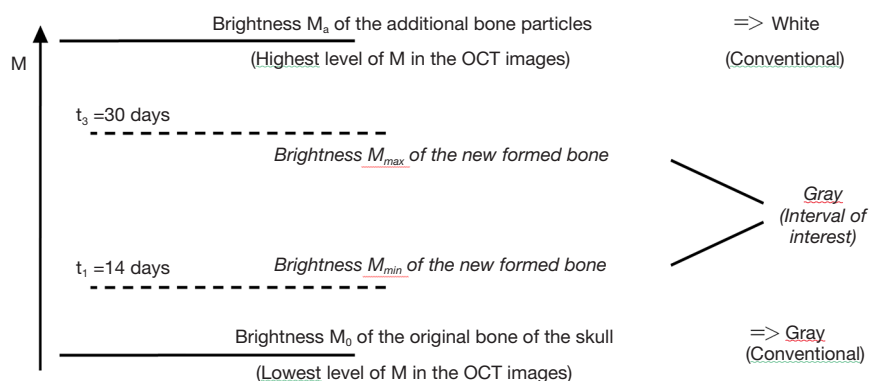 Brightness Mₐ of the additional bone particles => White
M (Highest level of M in the OCT images) (Conventional)
t₃ =30 days
Brightness Mmax of the new formed bone
Gray
(Interval of
interest)
t₁ =14 days Brightness Mmin of the new formed bone
Brightness M₀ of the original bone of the skull => Gray
(Lowest level of M in the OCT images) (Conventional)